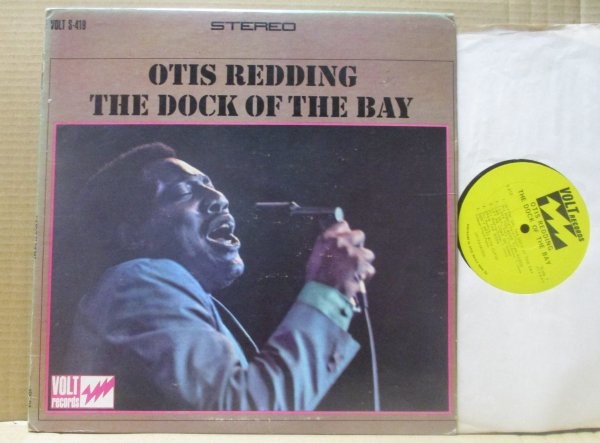 VOLT S-419
STEREO
OTIS REDDING
THE DOCK OF THE BAY
VOLT
records
VOLT
RECORDS
OTIS REDDING
THE DOCK OF THE BAY